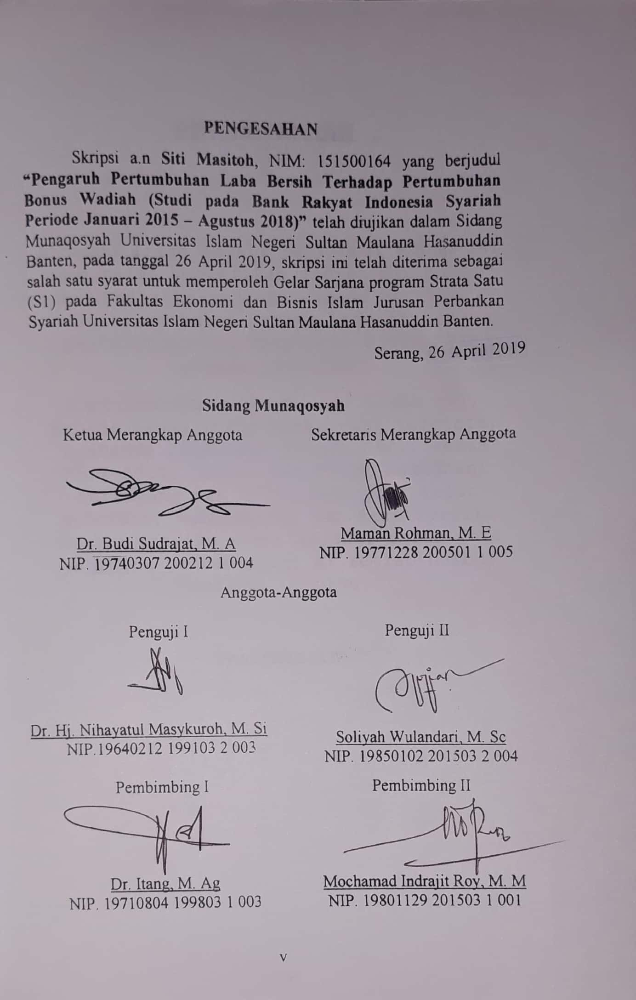 PENGESAHAN
Skripsi a.n Siti Masitoh, NIM: 151500164 yang berjudul
“Pengaruh Pertumbuhan Laba Bersih Terhadap Pertumbuhan
Bonus Wadiah (Studi pada Bank Rakyat Indonesia Syariah
Periode Januari 2015 – Agustus 2018)” telah diujikan dalam Sidang
Munaqosyah Universitas Islam Negeri Sultan Maulana Hasanuddin
Banten, pada tanggal 26 April 2019, skripsi ini telah diterima sebagai
salah satu syarat untuk memperoleh Gelar Sarjana program Strata Satu
(S1) pada Fakultas Ekonomi dan Bisnis Islam Jurusan Perbankan
Syariah Universitas Islam Negeri Sultan Maulana Hasanuddin Banten.
Serang, 26 April 2019
Sidang Munaqosyah
Ketua Merangkap Anggota
Sekretaris Merangkap Anggota
Dr. Budi Sudrajat, M. A
NIP. 19740307 200212 1 004
Maman Rohman, M. E
NIP. 19771228 200501 1 005
Anggota-Anggota
Penguji I
Penguji II
Dr. Hj. Nihayatul Masykuroh, M. Si
NIP.19640212 199103 2 003
Soliyah Wulandari, M. Sc
NIP. 19850102 201503 2 004
Pembimbing I
Pembimbing II
Dr. Itang, M. Ag
NIP. 19710804 199803 1 003
Mochamad Indrajit Roy, M. M
NIP. 19801129 201503 1 001
v